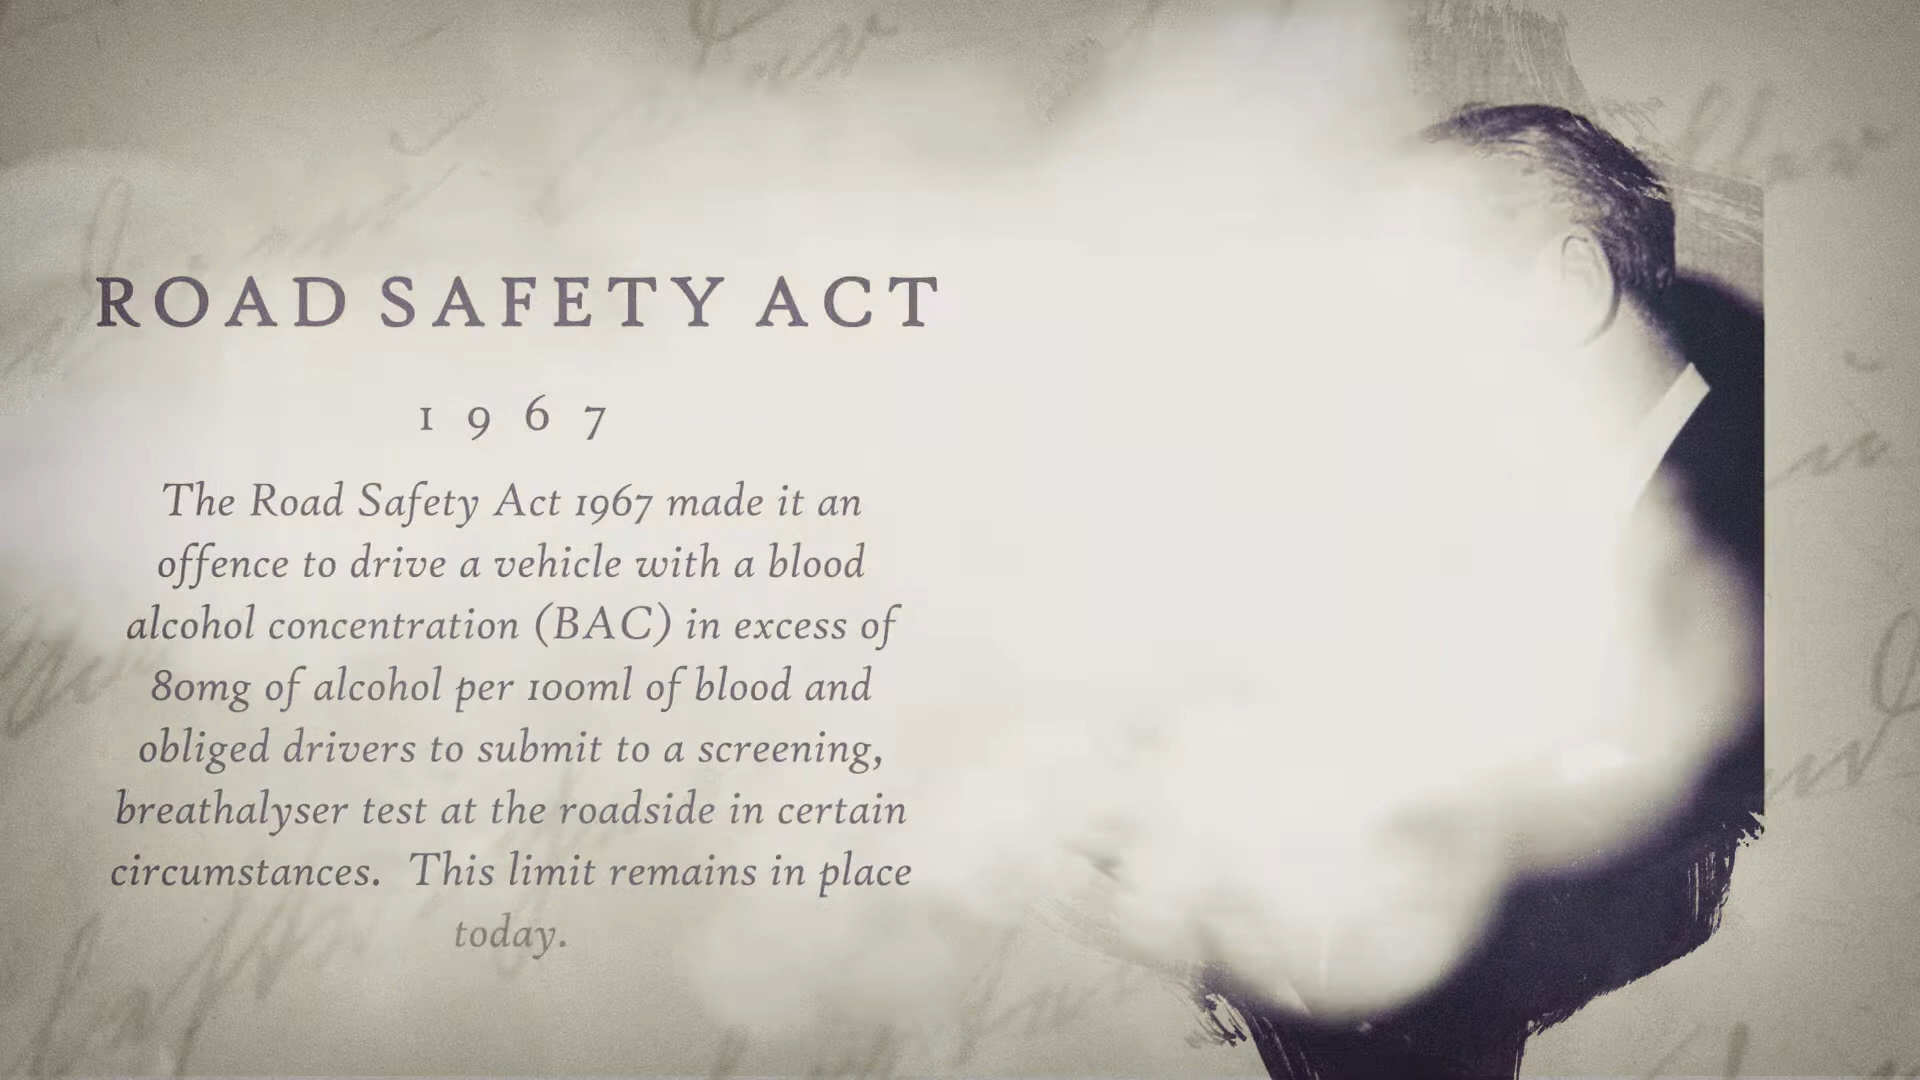 ROAD SAFETY ACT
1967
The Road Safety Act 1967 made it an
offence to drive a vehicle with a blood
alcohol concentration (BAC) in excess of
80mg of alcohol per 100ml of blood and
obliged drivers to submit to a screening,
breathalyser test at the roadside in certain
circumstances. This limit remains in place
today.